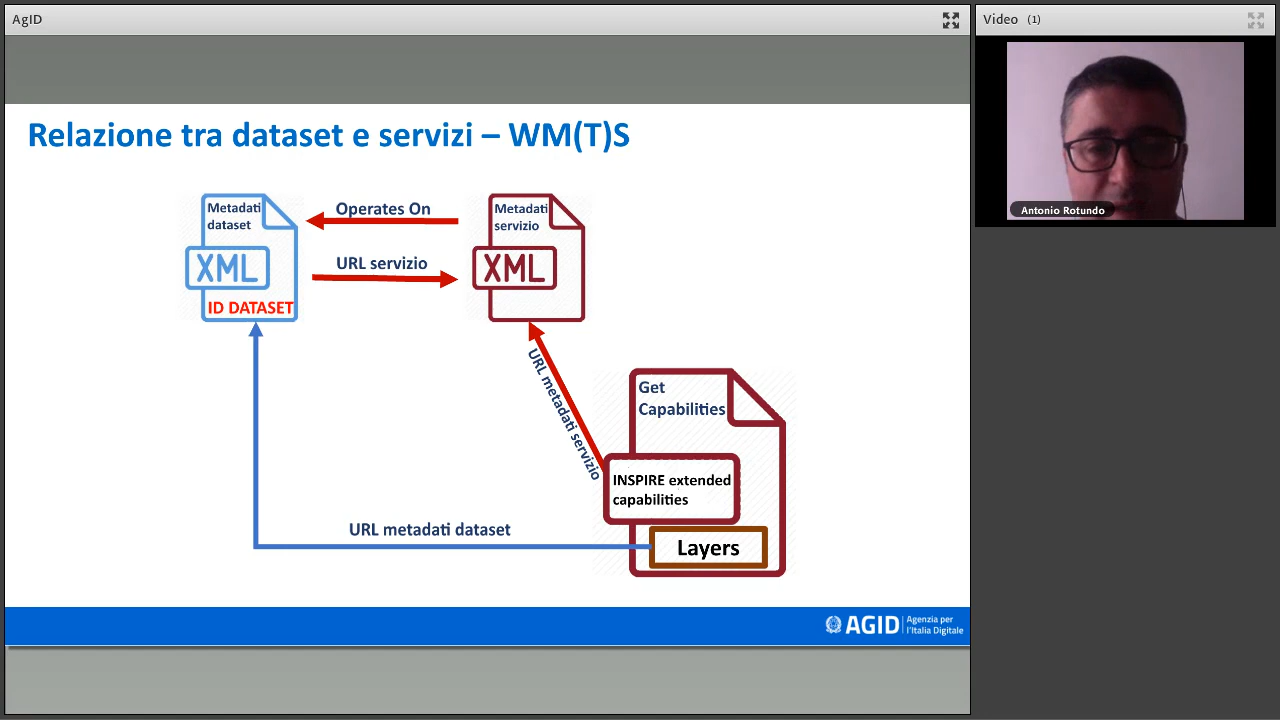 AgID
Video (1)
Antonio Rotundo
Relazione tra dataset e servizi – WM(T)S
Metadati
dataset
XML
ID DATASET
Operates On
URL servizio
Metadati
servizio
XML
URL metadati servizio
Get
Capabilities
INSPIRE extended
capabilities
Layers
URL metadati dataset
AGID
Agenzia per
l'Italia Digitale